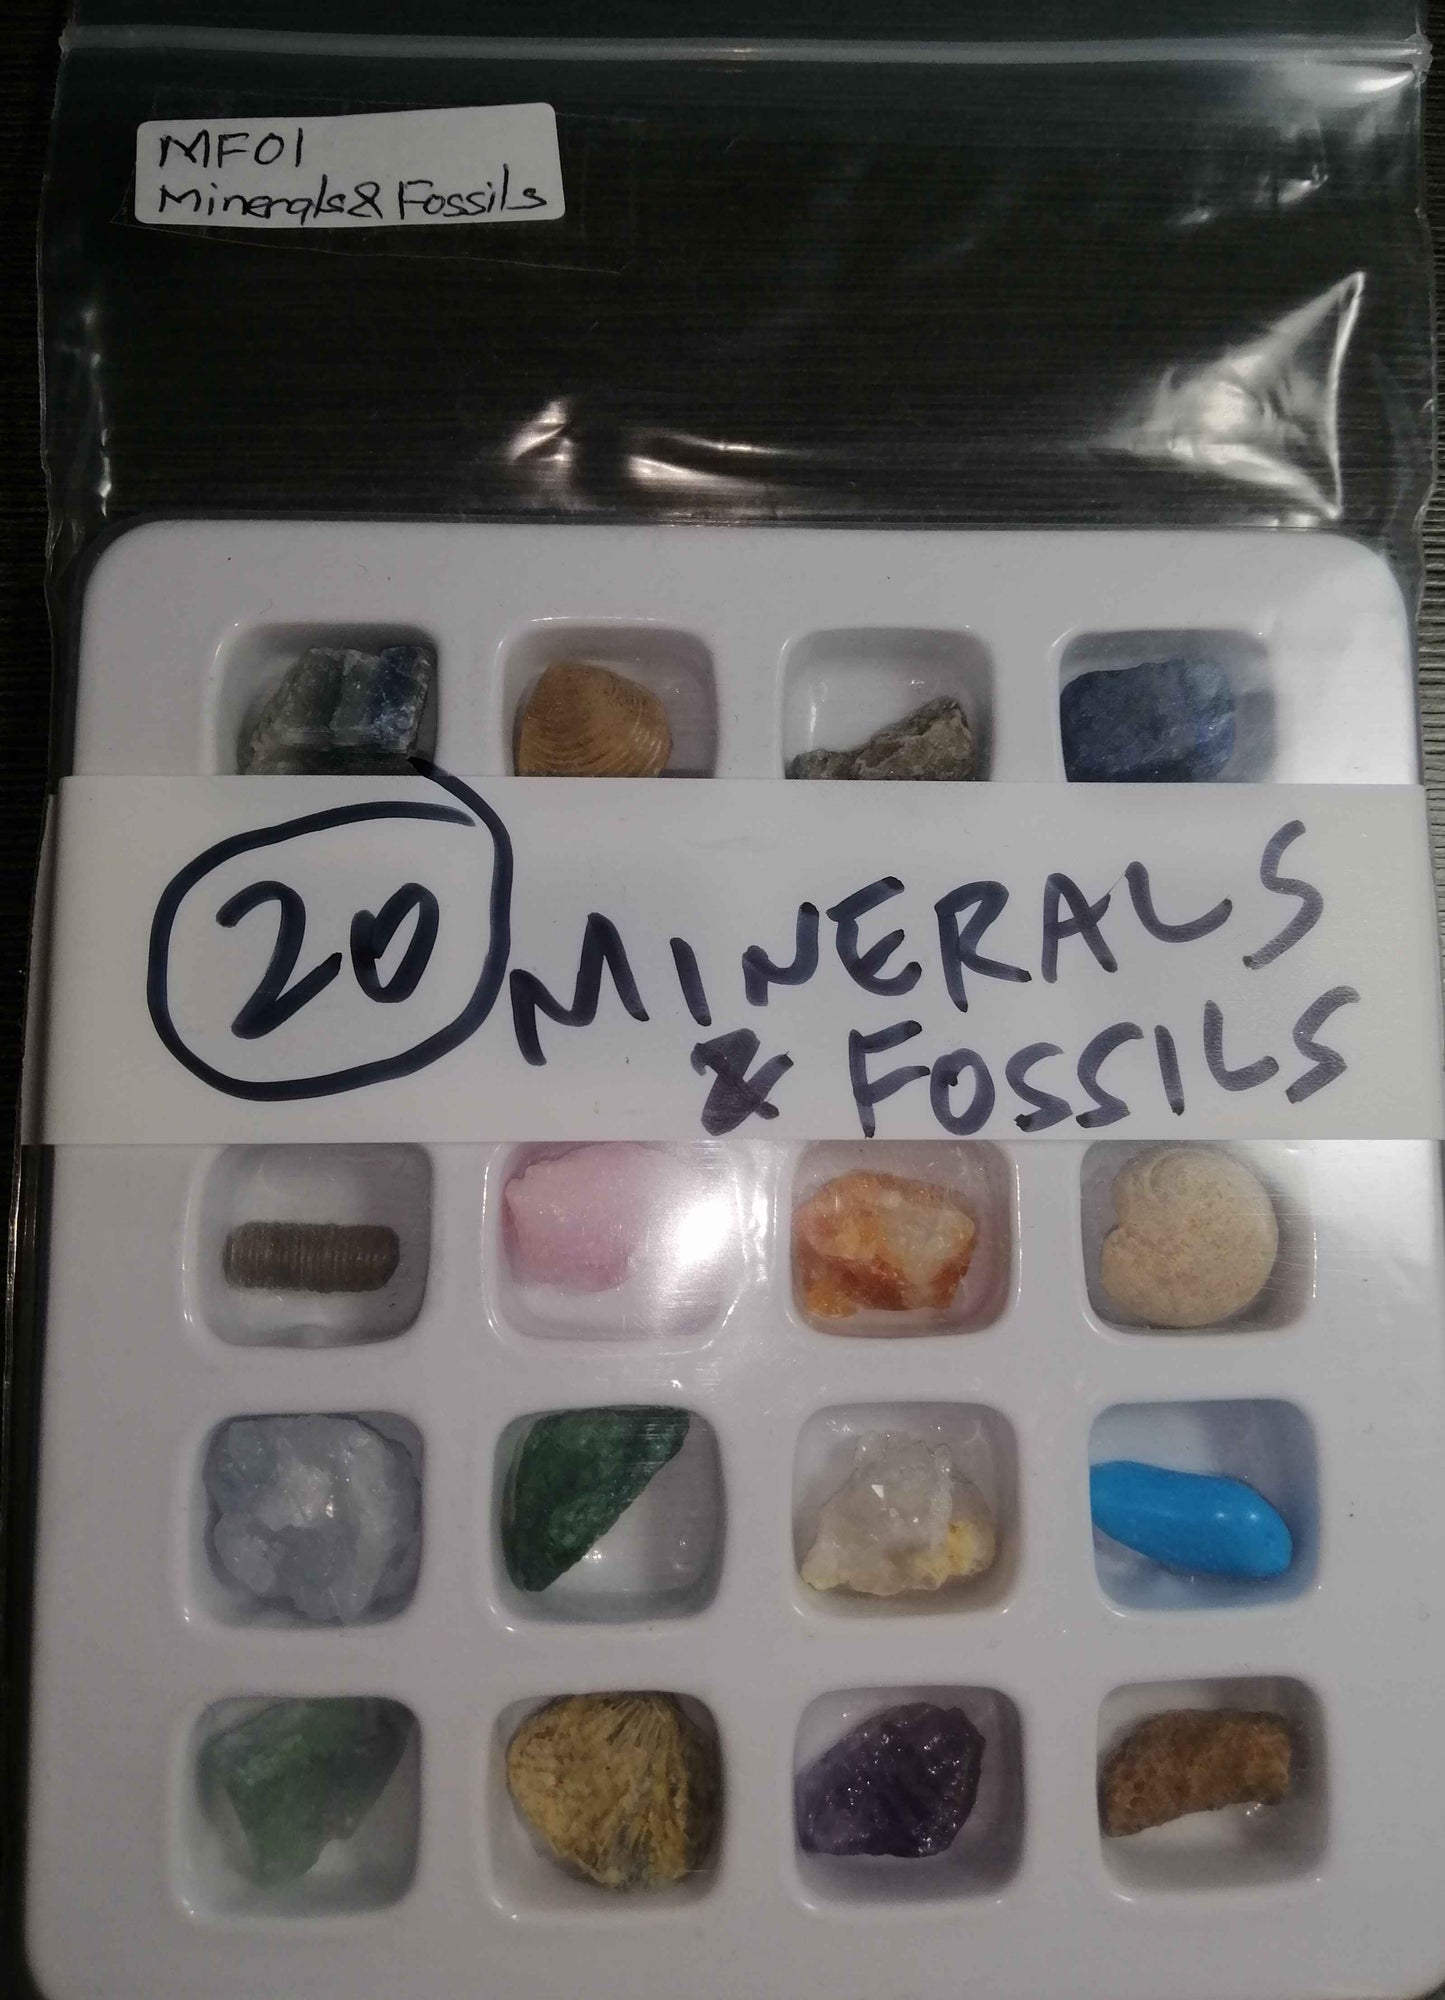 MF01
Minerals & Fossils
20 MINERALS
& FOSSILS